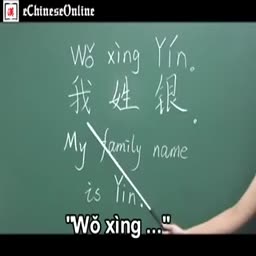 eChineseOnline
Wǒ xìng Yín。
我 姓 银.
My family name
is Yin.
"Wǒ xìng ..."